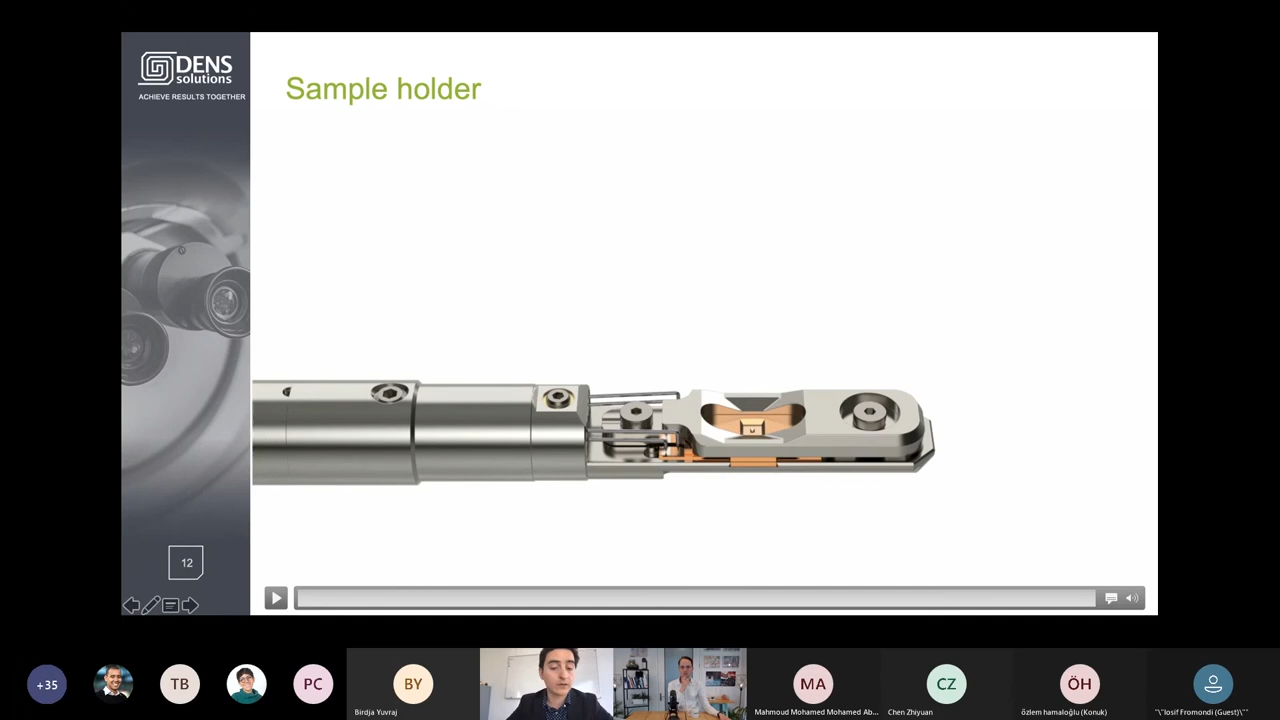 DENS
solutions
ACHIEVE RESULTS TOGETHER
Sample holder
12
+35
TB
PC
BY
Birdja Yuvraj
MA
Mahmoud Mohamed Mohamed Ab...
CZ
Chen Zhiyuan
ÖH
özlem hamaloğlu (Konuk)
"\"Iosif Fromondi (Guest)\""